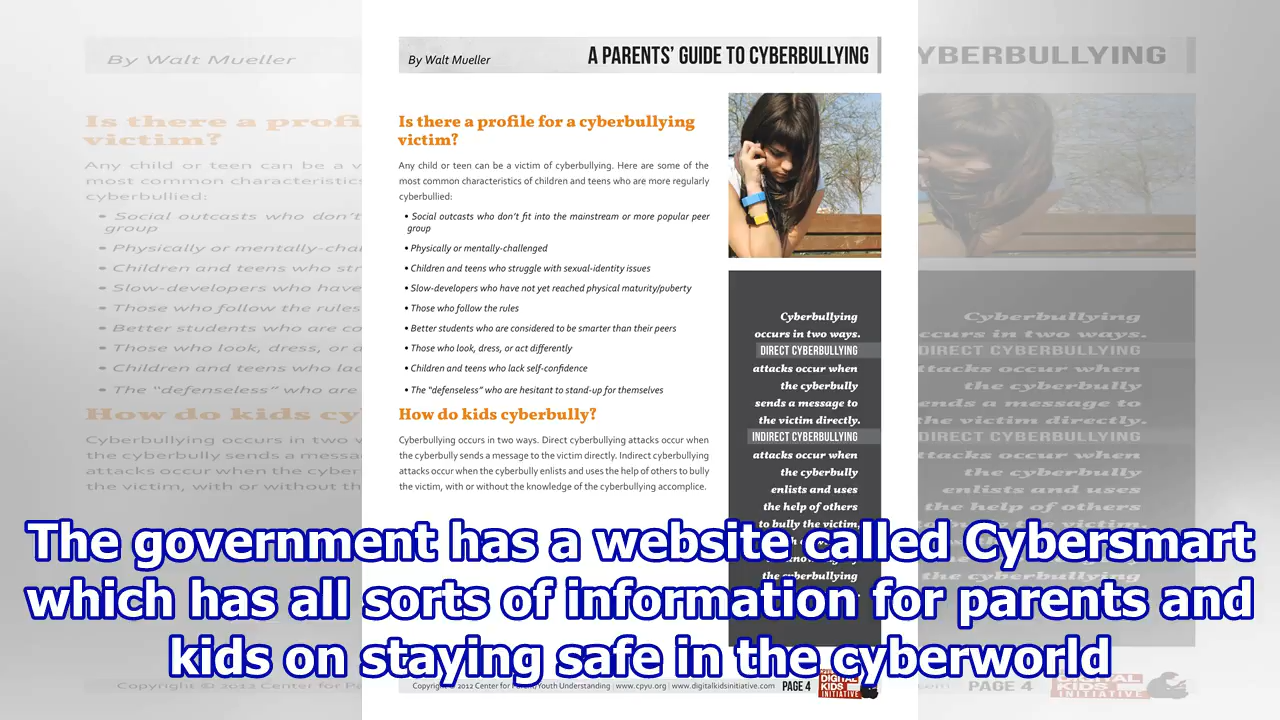 By Walt Mueller
A PARENTS' GUIDE TO CYBERBULLYING
Is there a profile for a cyberbullying
victim?
Any child or teen can be a victim of cyberbullying. Here are some of the
most common characteristics of children and teens who are more regularly
cyberbullied:
• Social outcasts who don't fit into the mainstream or more popular peer
group
• Physically or mentally-challenged
• Children and teens who struggle with sexual-identity issues
• Slow-developers who have not yet reached physical maturity/puberty
• Those who follow the rules
• Better students who are considered to be smarter than their peers
• Those who look, dress, or act differently
• Children and teens who lack self-confidence
• The "defenseless" who are hesitant to stand-up for themselves
How do kids cyberbully?
Cyberbullying occurs in two ways. Direct cyberbullying attacks occur when
the cyberbully sends a message to the victim directly. Indirect cyberbullying
attacks occur when the cyberbully enlists and uses the help of others to bully
the victim, with or without the knowledge of the cyberbullying accomplice.
Cyberbullying
occurs in two ways.
DIRECT CYBERBULLYING
attacks occur when
the cyberbully
sends a message to
the victim directly.
INDIRECT CYBERBULLYING
attacks occur when
the cyberbully
enlists and uses
the help of others
to bully the victim,
the cyberbullying
The government has a website called Cybersmart
which has all sorts of information for parents and
kids on staying safe in the cyberworld
Copyright © 2012 Center for Parent/Youth Understanding | www.cpyu.org | www.digitalkidsinitiative.com
PAGE 4
DIGITAL
KIDS
INITIATIVE